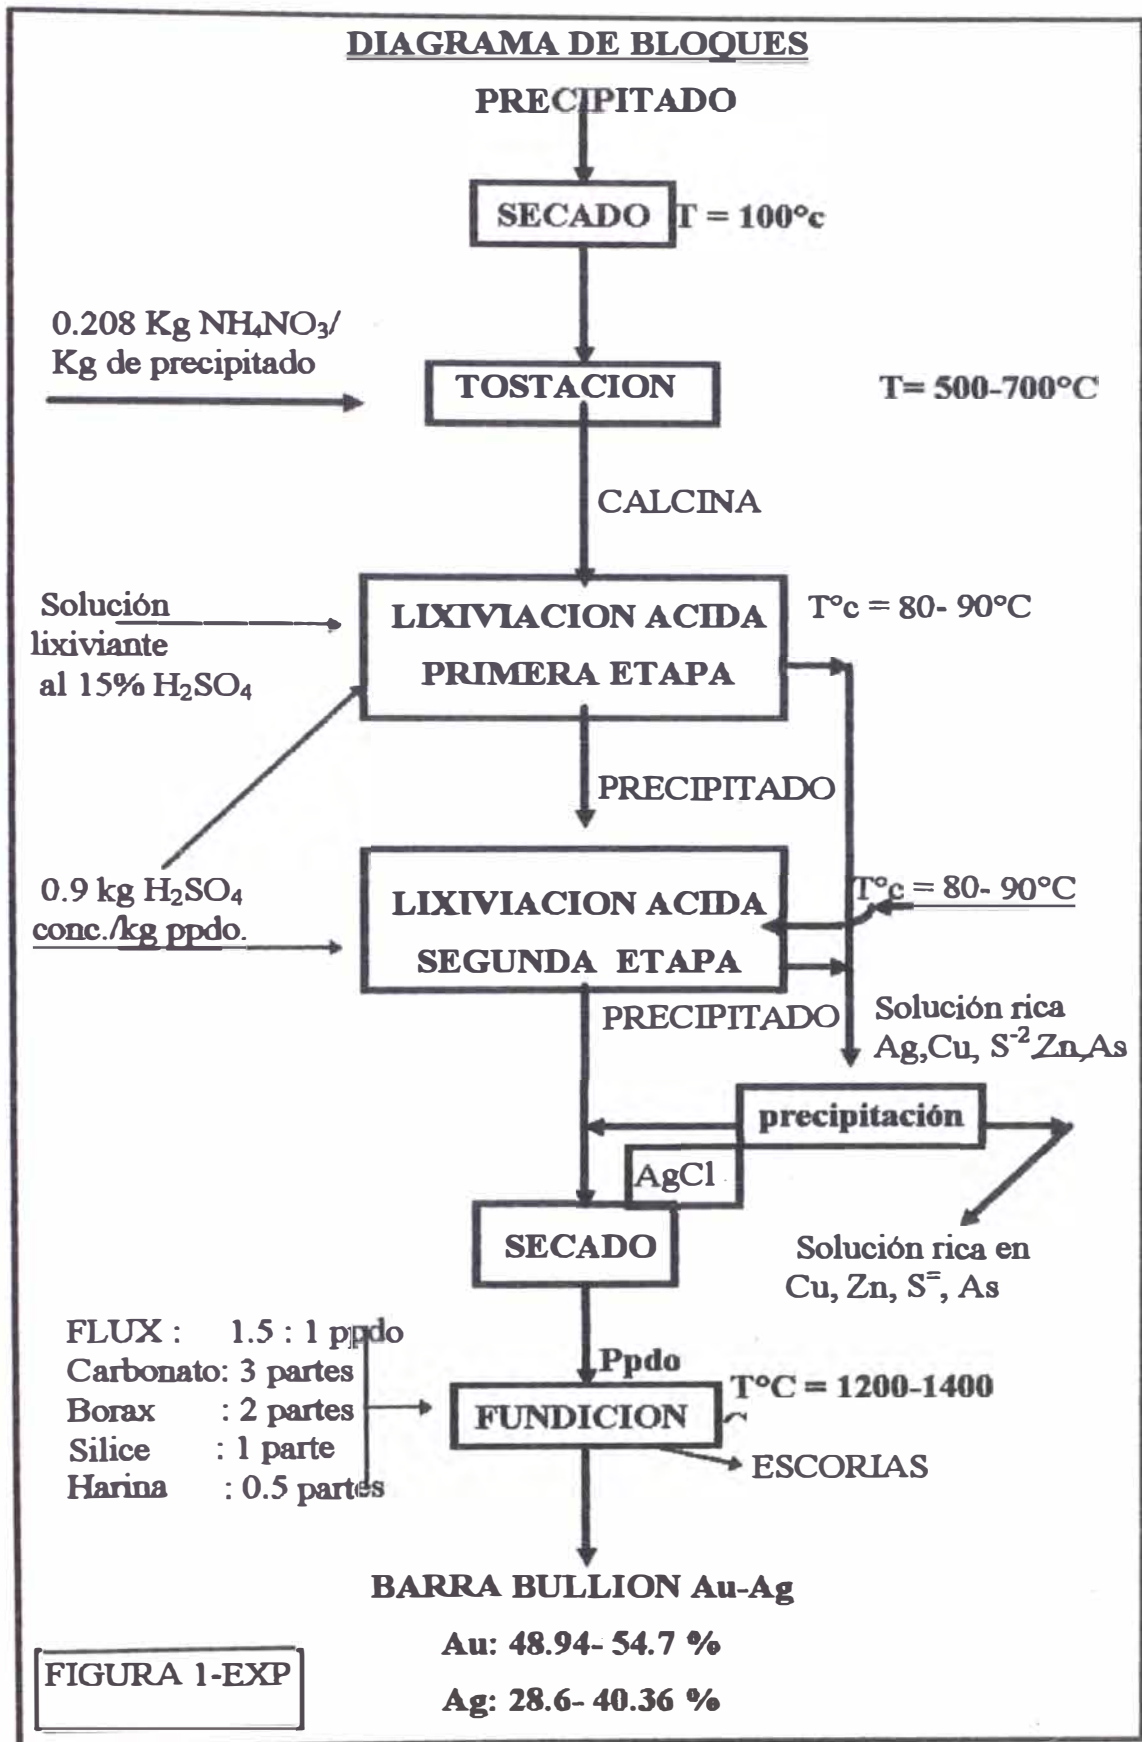 DIAGRAMA DE BLOQUES
PRECIPITADO
SECADO
T = 100°c
0.208 Kg NH₄NO₃/
Kg de precipitado
TOSTACION
T= 500-700°C
CALCINA
Solución
lixiviante
al 15% H₂SO₄
LIXIVIACION ACIDA
PRIMERA ETAPA
T°c = 80- 90°C
PRECIPITADO
0.9 kg H₂SO₄
conc./kg ppdo.
LIXIVIACION ACIDA
SEGUNDA ETAPA
T°c = 80- 90°C
PRECIPITADO
Solución rica
Ag,Cu, S⁻² Zn,As
precipitación
AgCl
SECADO
Solución rica en
Cu, Zn, S⁼, As
FLUX : 1.5 : 1 ppdo
Carbonato: 3 partes
Borax : 2 partes
Silice : 1 parte
Harina : 0.5 partes
Ppdo
T°C = 1200-1400
FUNDICION
ESCORIAS
BARRA BULLION Au-Ag
Au: 48.94- 54.7 %
Ag: 28.6- 40.36 %
FIGURA 1-EXP